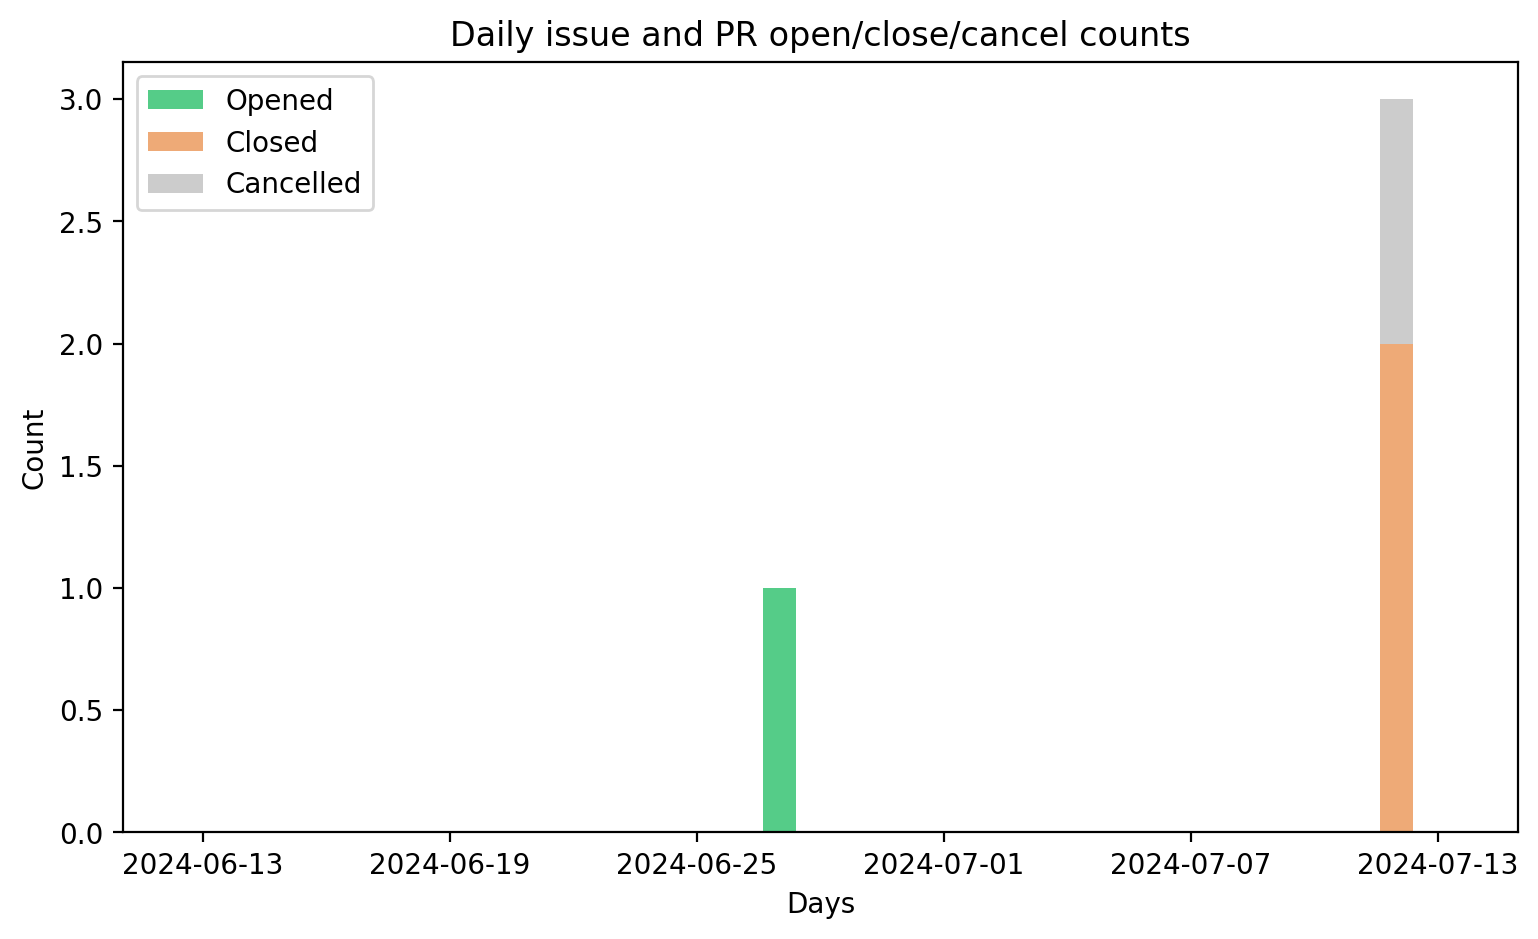 Daily issue and PR open/close/cancel counts
Opened
Closed
Cancelled
3.0
2.5
2.0
1.5
1.0
0.5
0.0
Count
2024-06-13 2024-06-19 2024-06-25 2024-07-01 2024-07-07 2024-07-13
Days